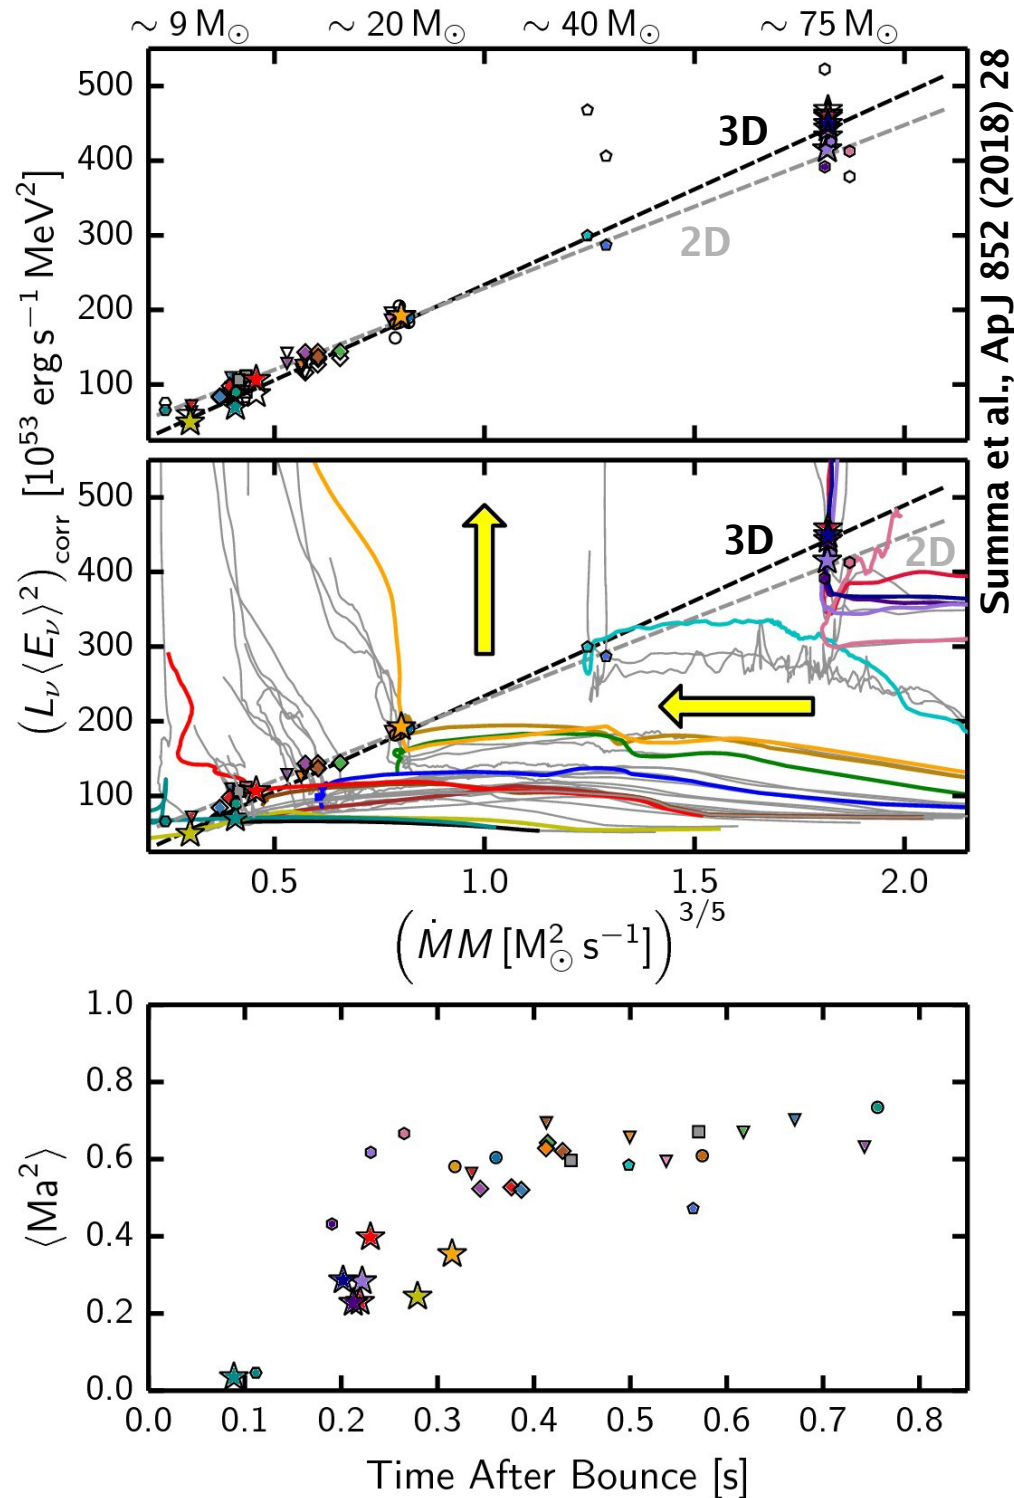 ~ 9 M☉ ~ 20 M☉ ~ 40 M☉ ~ 75 M☉
500
400
300
200
100
3D
2D
500
400
300
200
100
3D
2D
(L_ν⟨E_ν⟩²)_corr [10⁵³ erg s⁻¹ MeV²]
Summa et al., ApJ 852 (2018) 28
0.5 1.0 1.5 2.0
(ṀM [M☉² s⁻¹])^3/5
1.0
0.8
0.6
0.4
0.2
0.0
⟨Ma²⟩
0.0 0.1 0.2 0.3 0.4 0.5 0.6 0.7 0.8
Time After Bounce [s]